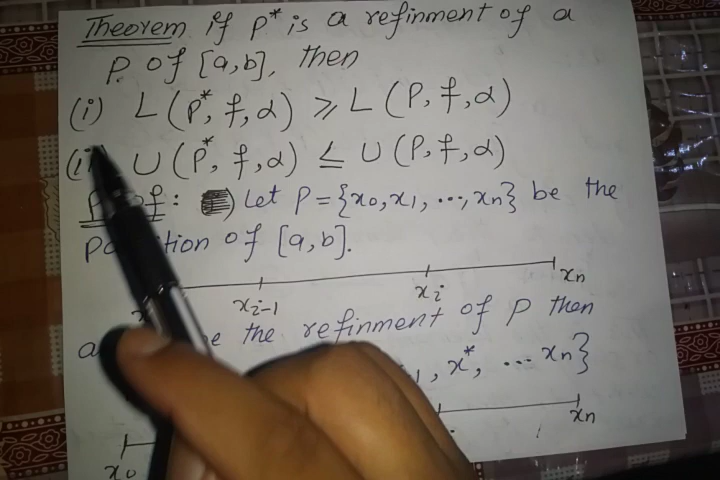 Theorem if P* is a refinment of a
P of [a,b], then
(i) L(P*, f, α) ⩾ L(P, f, α)
U(P*, f, α) ≤ U(P, f, α)
: Let P = {x0, x1, ..., xn} be the
of [a,b].
xi-1 xi xn
the refinment of P then
, x*, ... xn}
x0 xn